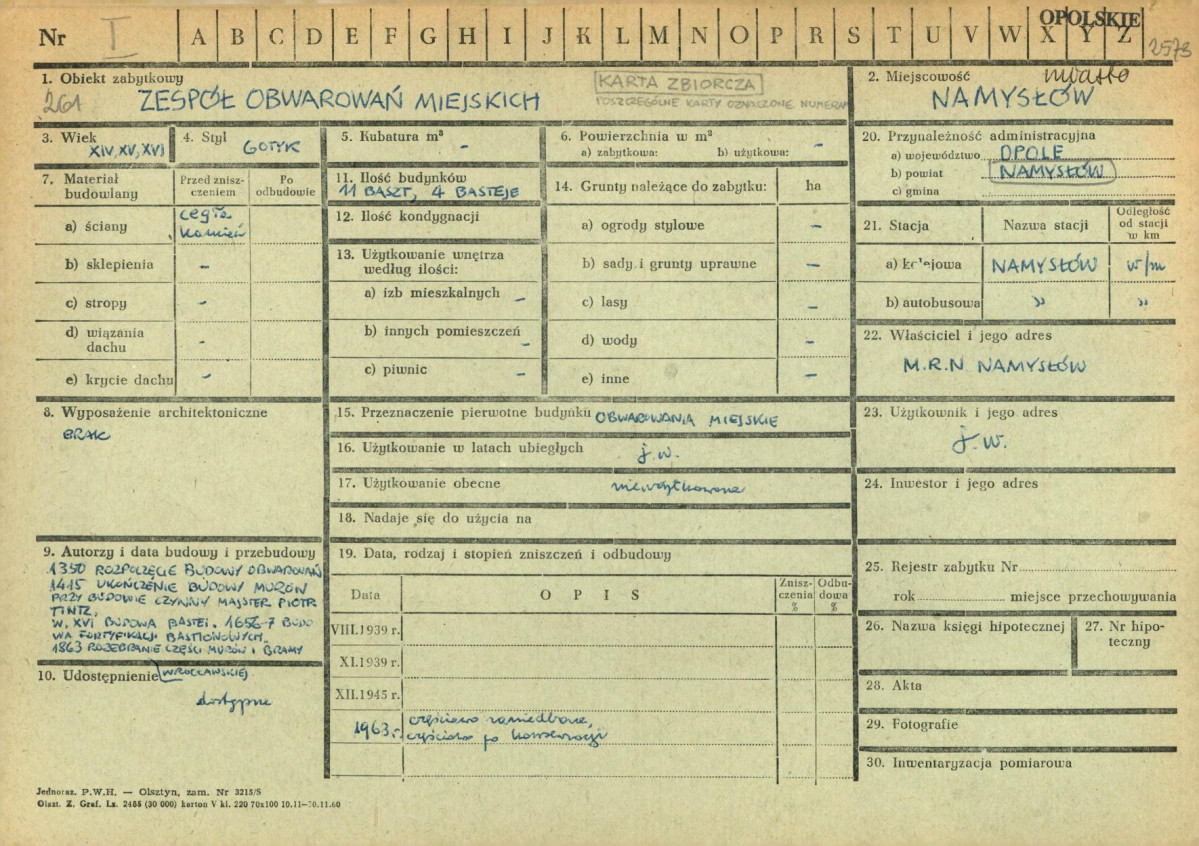 Nr I A B C D E F G H I J K L M N O P R S T U V W X Y Z
OPOLSKIE
2573
1. Obiekt zabytkowy
261
ZESPÓŁ OBWAROWAŃ MIEJSKICH
KARTA ZBIORCZA
POSZCZEGÓLNE KARTY OZNACZONE NUMERAMI
2. Miejscowość
miasto
NAMYSŁÓW
3. Wiek
XIV, XV, XVI
4. Styl
GOTYK
5. Kubatura m³
-
6. Powierzchnia w m²
a) zabytkowa: b) użytkowa: -
20. Przynależność administracyjna
a) województwo OPOLE
b) powiat NAMYSŁÓW
c) gmina
7. Materiał budowlany
Przed znisz-
czeniem
Po
odbudowie
a) ściany
cegła
kamień
b) sklepienia -
c) stropy -
d) wiązania
dachu -
e) krycie dachu -
11. Ilość budynków
11 BASZT, 4 BASTEJE
12. Ilość kondygnacji
13. Użytkowanie wnętrza
według ilości:
a) izb mieszkalnych -
b) innych pomieszczeń -
c) piwnic -
14. Grunty należące do zabytku: ha
a) ogrody stylowe -
b) sady i grunty uprawne -
c) lasy -
d) wody -
e) inne -
21. Stacja Nazwa stacji
Odległość
od stacji
w km
a) kolejowa NAMYSŁÓW w/m
b) autobusowa " "
22. Właściciel i jego adres
M.R.N NAMYSŁÓW
8. Wyposażenie architektoniczne
BRAK
15. Przeznaczenie pierwotne budynku OBWAROWANIA MIEJSKIE
16. Użytkowanie w latach ubiegłych j.w.
17. Użytkowanie obecne nieużytkowane
18. Nadaje się do użycia na
23. Użytkownik i jego adres
j.w.
24. Inwestor i jego adres
9. Autorzy i data budowy i przebudowy
1350 ROZPOCZĘCIE BUDOWY OBWAROWAŃ
1415 UKOŃCZENIE BUDOWY MURÓW
PRZY BUDOWIE CZYNNY MAJSTER PIOTR
TINTZ,
W. XVI BUDOWA BASTEI. 1656-7 BUDO
WA FORTYFIKACJI BASTIONOWYCH.
1863 ROZEBRANIE CZĘŚCI MURÓW I BRAMY
WROCŁAWSKIEJ
10. Udostępnienie
dostępne
19. Data, rodzaj i stopień zniszczeń i odbudowy
Data OPIS
Znisz-
czenia
%
Odbu-
dowa
%
VIII.1939 r.
XI.1939 r.
XII.1945 r.
1963 r. częściowo zaniedbane,
częściowo po konserwacji
25. Rejestr zabytku Nr
rok miejsce przechowywania
26. Nazwa księgi hipotecznej
27. Nr hipo-
teczny
28. Akta
29. Fotografie
30. Inwentaryzacja pomiarowa
Jednoraz. P.W.H. — Olsztyn, zam. Nr 3215/S
Olszt. Z. Graf. Lz. 2485 (30 000) karton V kl. 220 70x100 10.11—30.11.60